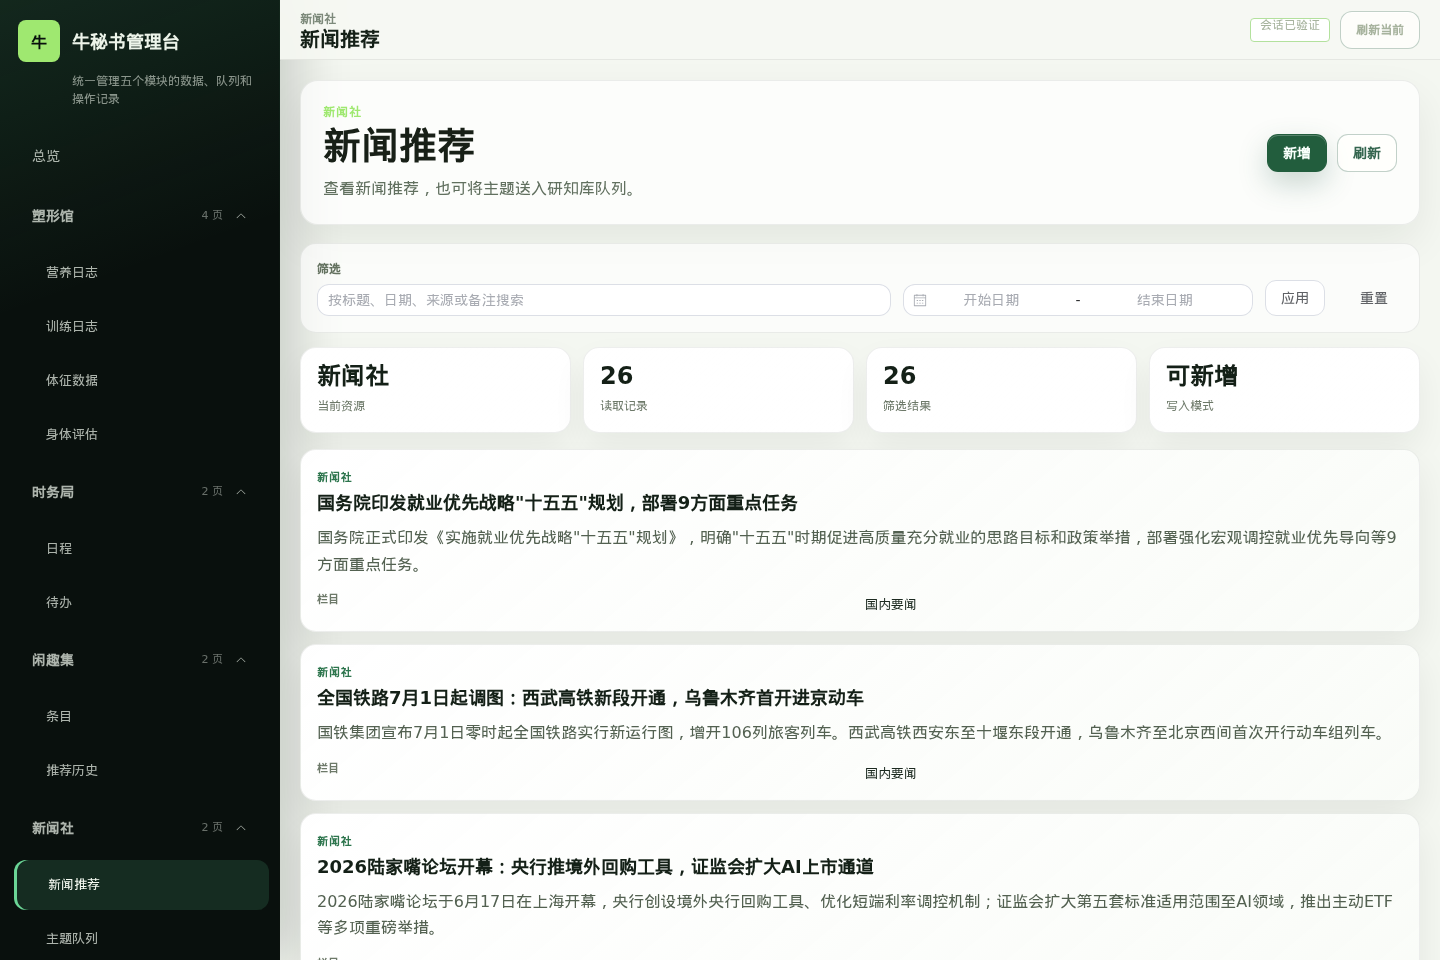 牛
牛秘书管理台
统一管理五个模块的数据、队列和
操作记录
总览
塑形馆
4 页
营养日志
训练日志
体征数据
身体评估
时务局
2 页
日程
待办
闲趣集
2 页
条目
推荐历史
新闻社
2 页
新闻推荐
主题队列
新闻社
新闻推荐
会话已验证
刷新当前
新闻社
新闻推荐
查看新闻推荐，也可将主题送入研知库队列。
新增
刷新
筛选
按标题、日期、来源或备注搜索
开始日期
-
结束日期
应用
重置
新闻社
当前资源
26
读取记录
26
筛选结果
可新增
写入模式
新闻社
国务院印发就业优先战略"十五五"规划，部署9方面重点任务
国务院正式印发《实施就业优先战略"十五五"规划》，明确"十五五"时期促进高质量充分就业的思路目标和政策举措，部署强化宏观调控就业优先导向等9
方面重点任务。
栏目
国内要闻
新闻社
全国铁路7月1日起调图：西武高铁新段开通，乌鲁木齐首开进京动车
国铁集团宣布7月1日零时起全国铁路实行新运行图，增开106列旅客列车。西武高铁西安东至十堰东段开通，乌鲁木齐至北京西间首次开行动车组列车。
栏目
国内要闻
新闻社
2026陆家嘴论坛开幕：央行推境外回购工具，证监会扩大AI上市通道
2026陆家嘴论坛于6月17日在上海开幕，央行创设境外央行回购工具、优化短端利率调控机制；证监会扩大第五套标准适用范围至AI领域，推出主动ETF
等多项重磅举措。